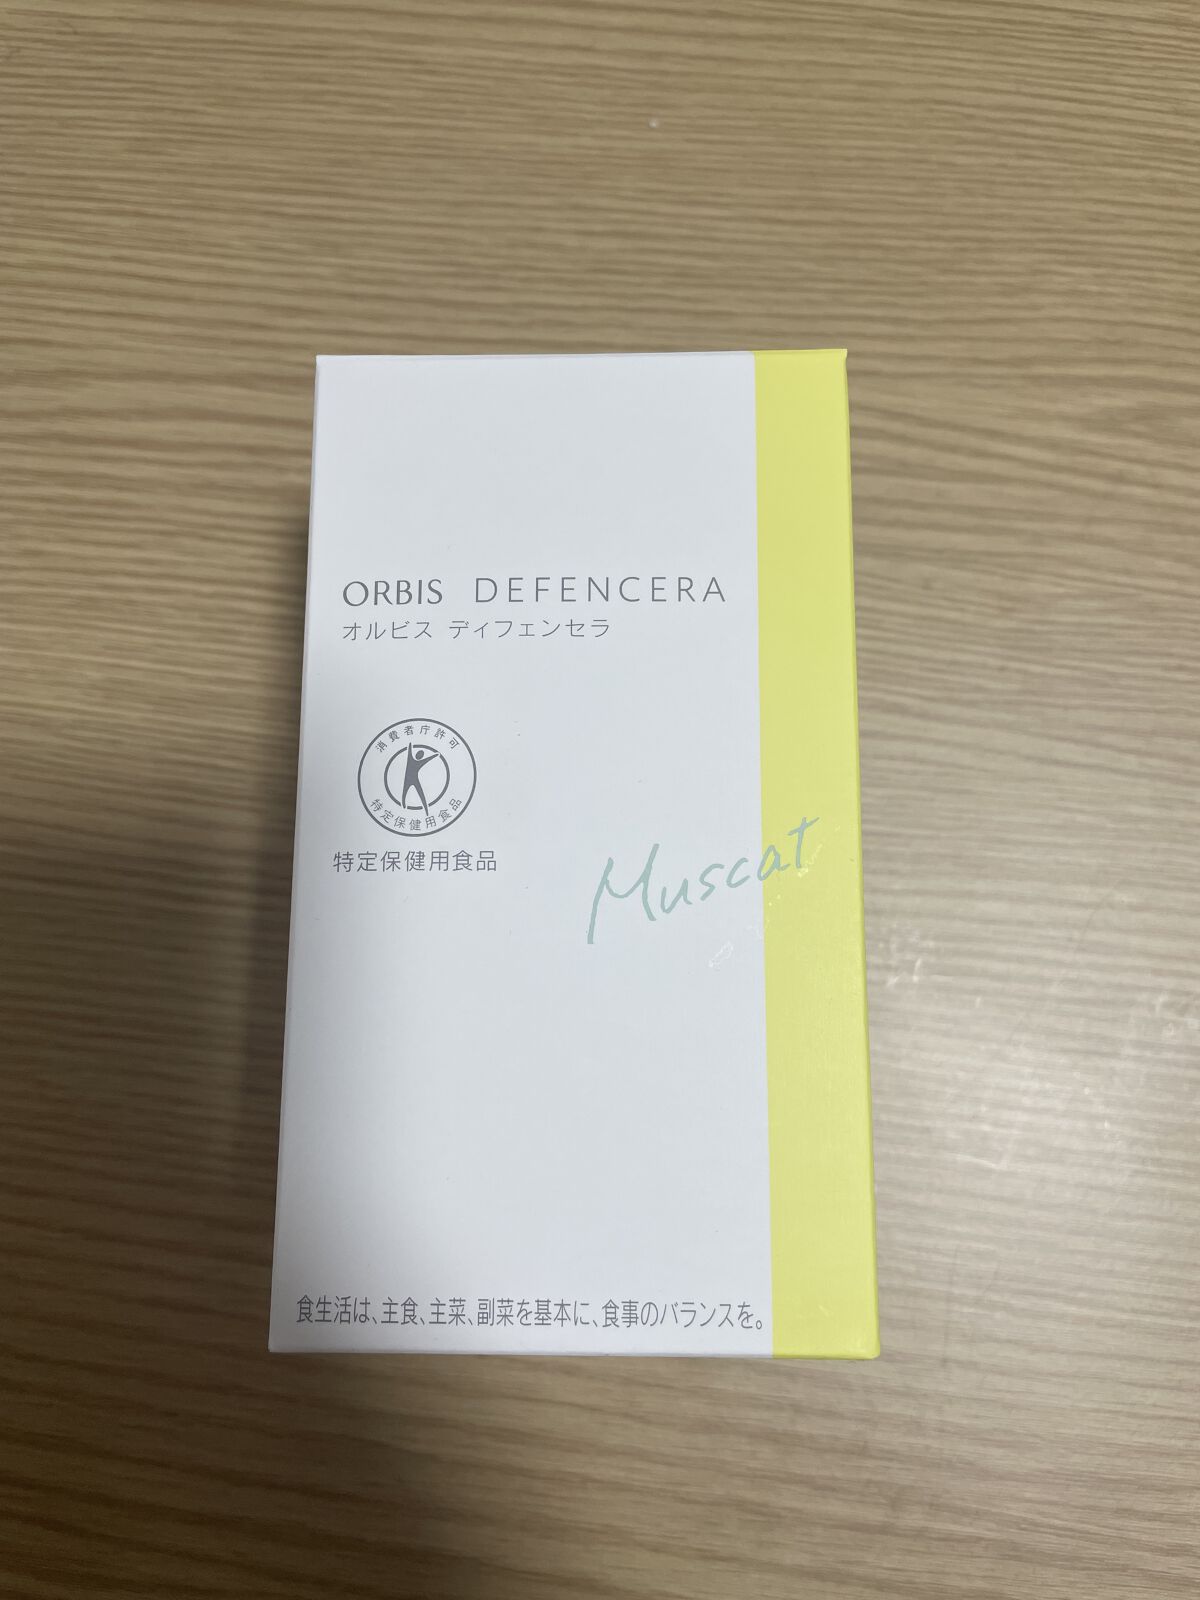 ORBIS DEFENCERA
オルビス ディフェンセラ
消費者庁許可
特定保健用食品
特定保健用食品
Muscat
食生活は、主食、主菜、副菜を基本に、食事のバランスを。